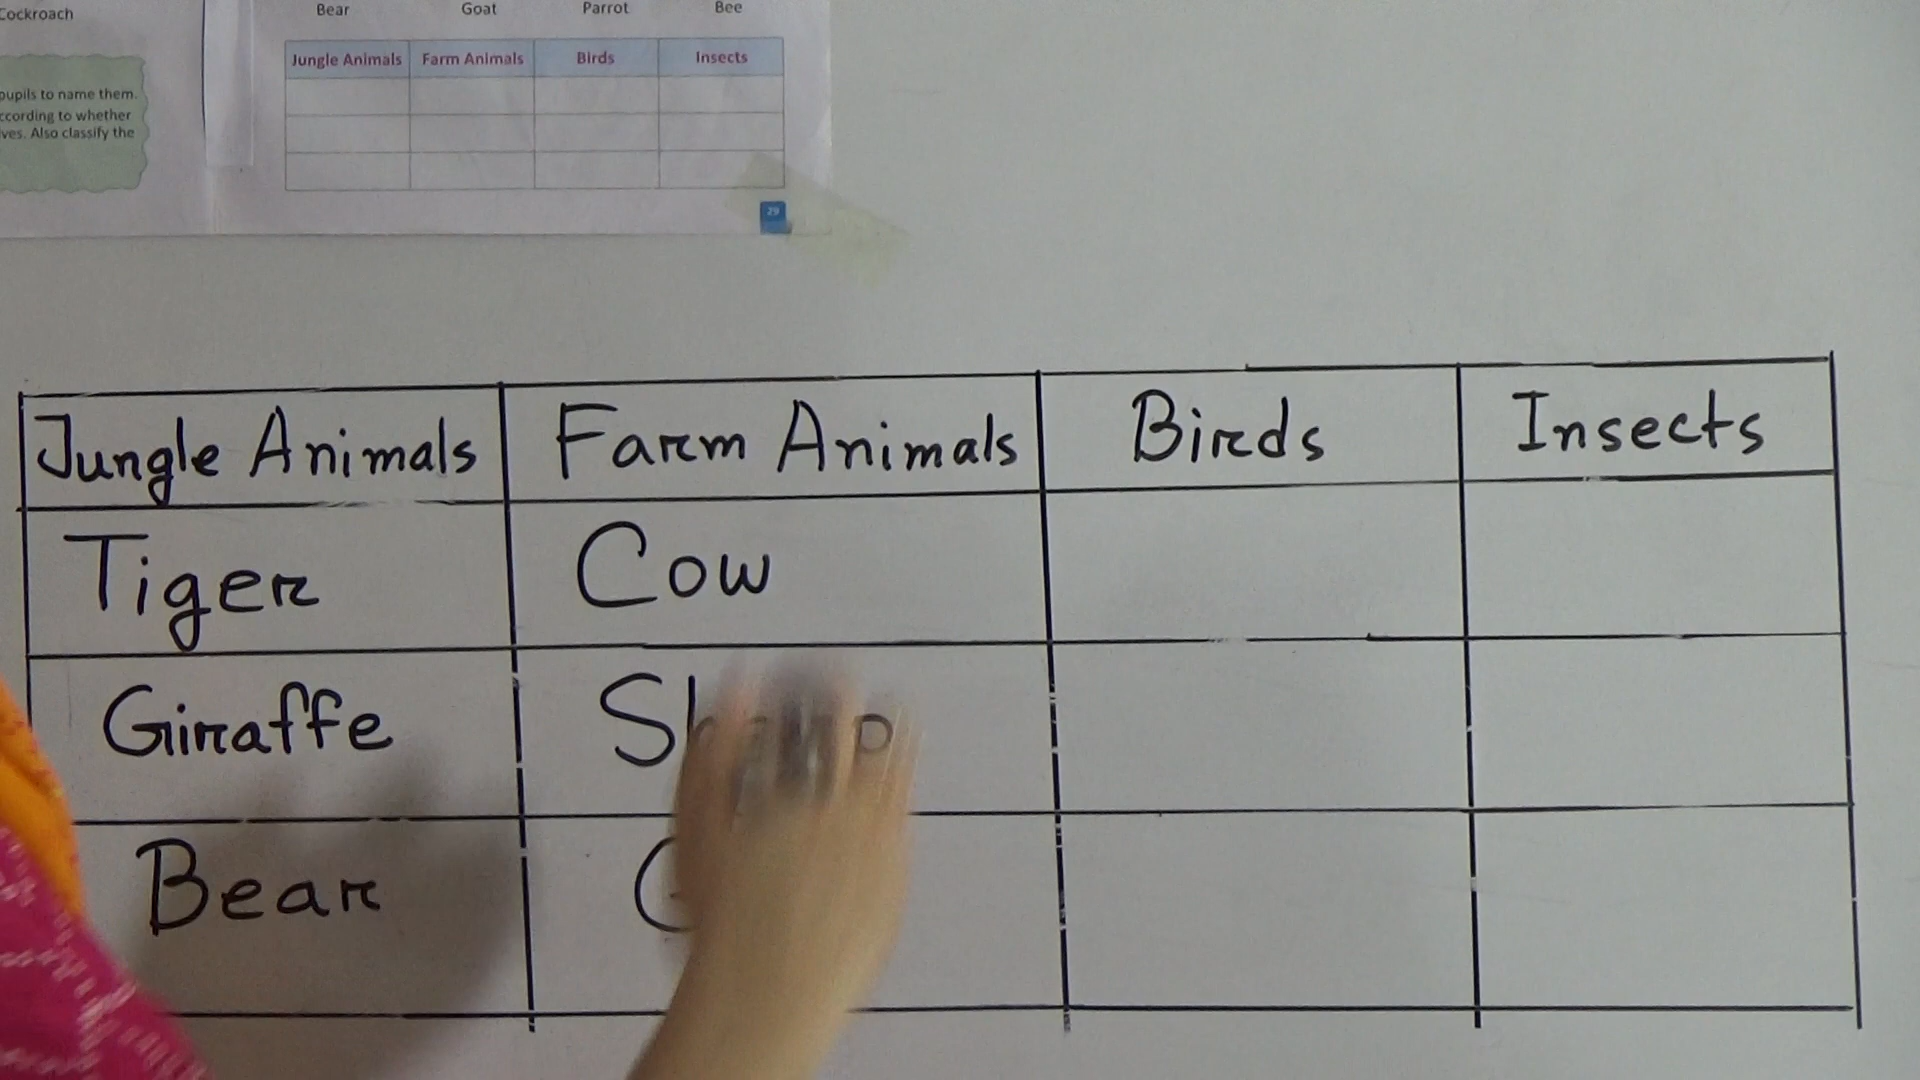 Cockroach
Bear Goat Parrot Bee
Jungle Animals Farm Animals Birds Insects
pupils to name them.
ccording to whether
ves. Also classify the
29
Jungle Animals Farm Animals Birds Insects
Tiger Cow
Giraffe
Bear